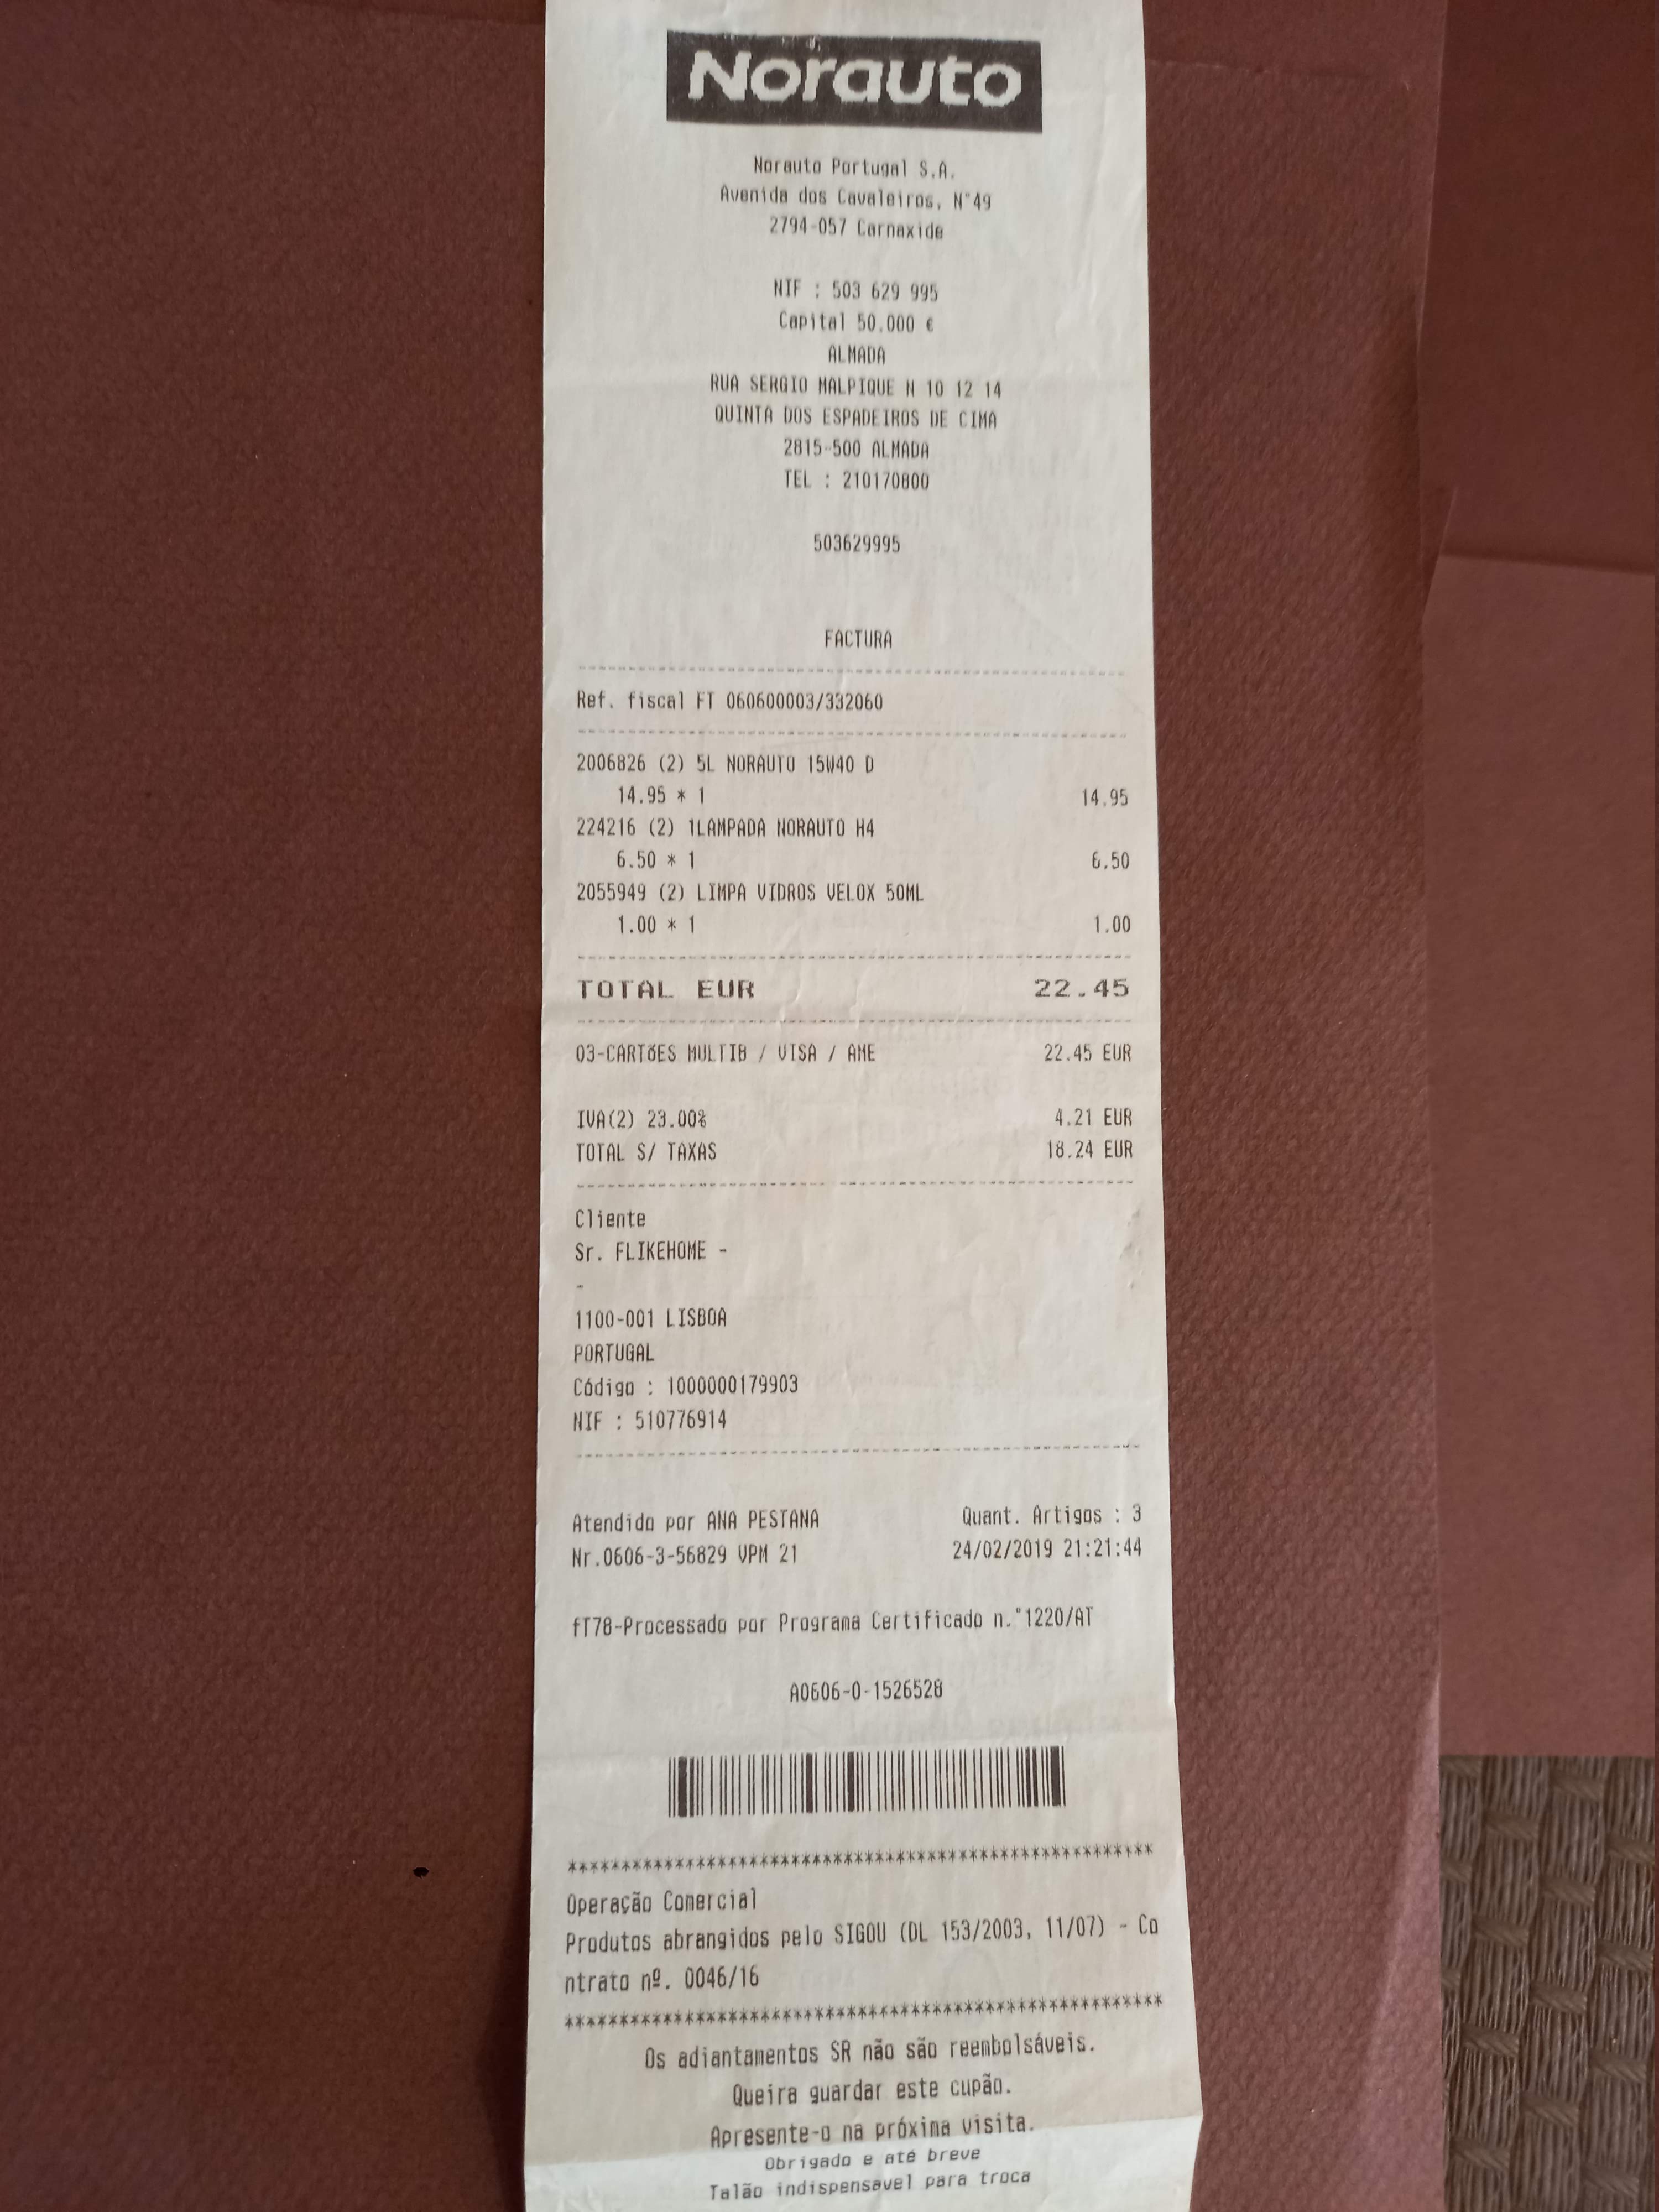 Norauto
Norauto Portugal S.A.
Avenida dos Cavaleiros, N°49
2794-057 Carnaxide
NIF : 503 629 995
Capital 50.000 €
ALMADA
RUA SERGIO MALPIQUE N 10 12 14
QUINTA DOS ESPADEIROS DE CIMA
2815-500 ALMADA
TEL : 210170800
503629995
FACTURA
Ref. fiscal FT 060600003/332060
2006826 (2) 5L NORAUTO 15W40 D
14.95 * 1 14.95
224216 (2) 1LAMPADA NORAUTO H4
6.50 * 1 6.50
2055949 (2) LIMPA VIDROS VELOX 50ML
1.00 * 1 1.00
TOTAL EUR 22.45
03-CARTõES MULTIB / VISA / AME 22.45 EUR
IVA(2) 23.00% 4.21 EUR
TOTAL S/ TAXAS 18.24 EUR
Cliente
Sr. FLIKEHOME -
-
1100-001 LISBOA
PORTUGAL
Código : 1000000179903
NIF : 510776914
Atendido por ANA PESTANA Quant. Artigos : 3
Nr.0606-3-56829 VPM 21 24/02/2019 21:21:44
fT78-Processado por Programa Certificado n.°1220/AT
A0606-0-1526528
*******************************************************
Operação Comercial
Produtos abrangidos pelo SIGOU (DL 153/2003, 11/07) - Co
ntrato nº. 0046/16
*******************************************************
Os adiantamentos SR não são reembolsáveis.
Queira guardar este cupão.
Apresente-o na próxima visita.
Obrigado e até breve
Talão indispensavel para troca